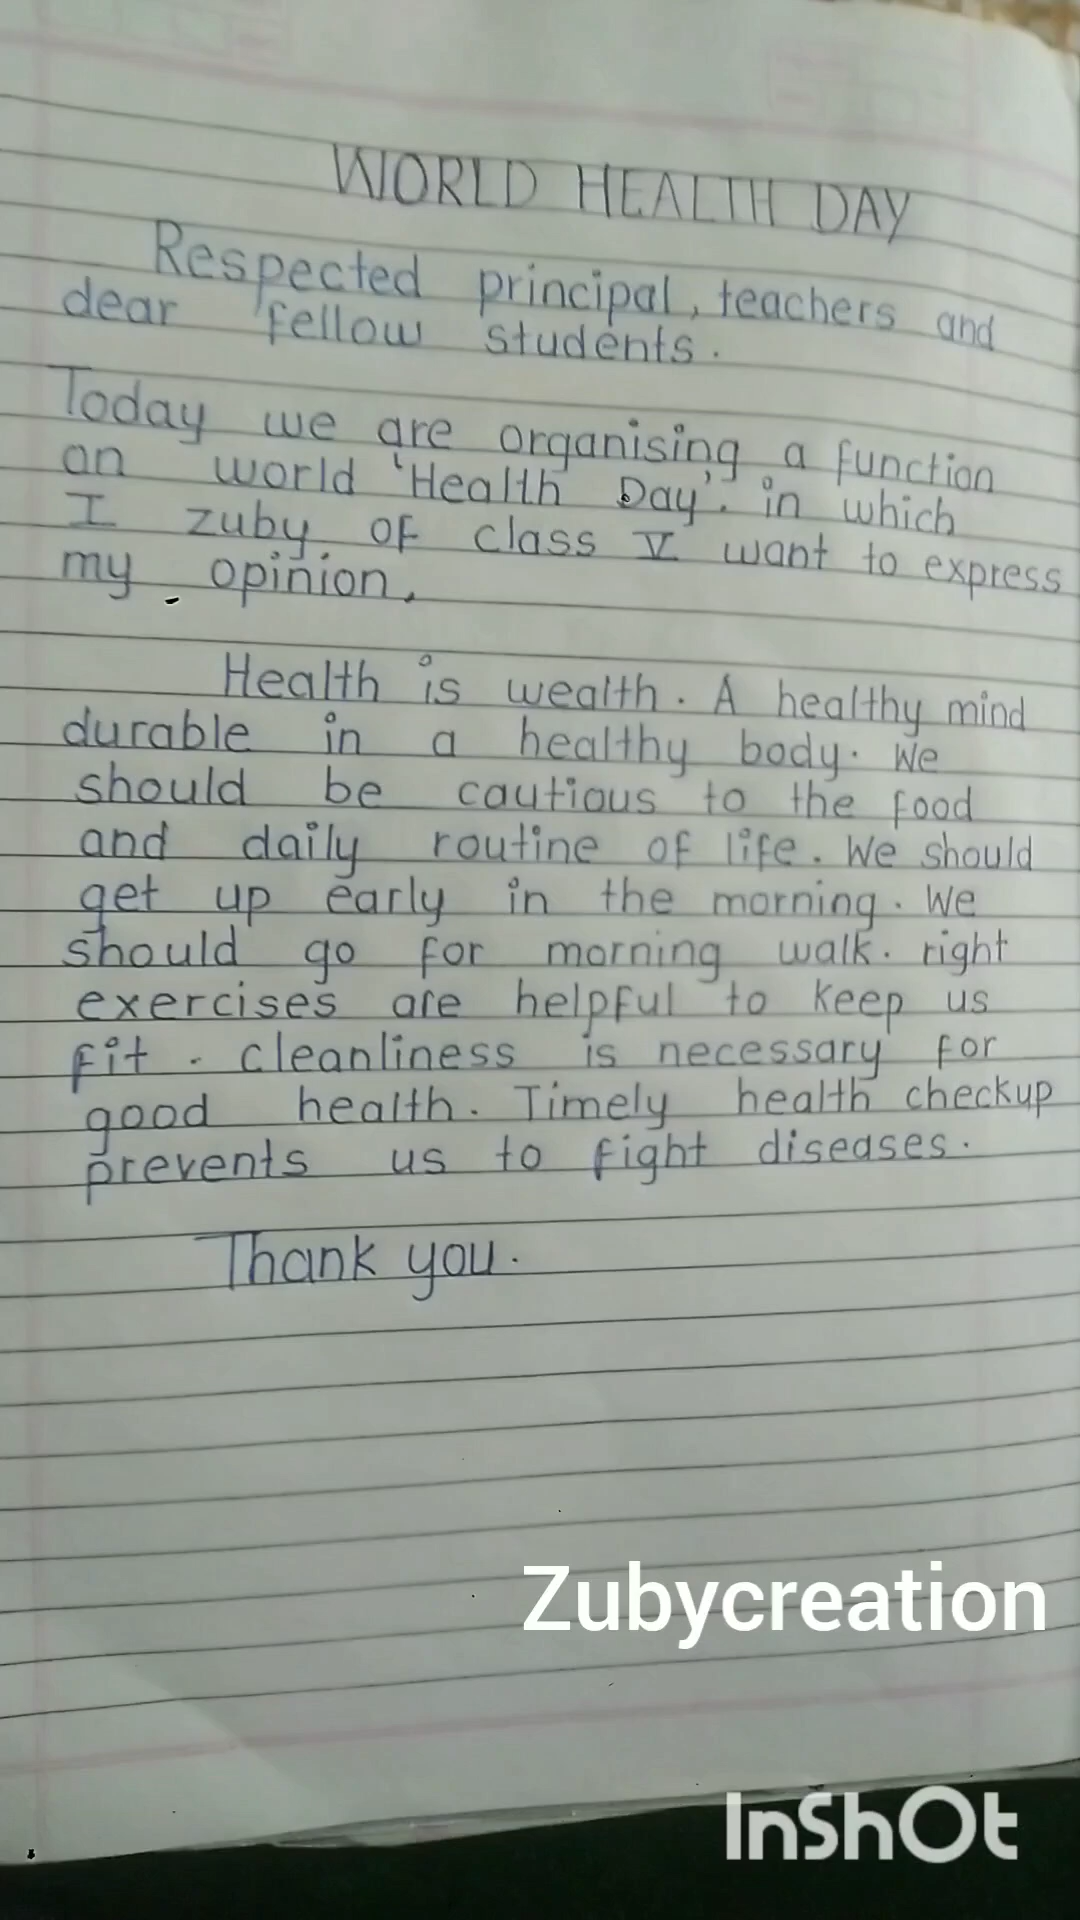 WORLD HEALTH DAY
Respected principal, teachers and
dear fellow students.
Today we are organising a function
on world 'Health Day'. in which
I zuby of class V want to express
my opinion.
Health is wealth. A healthy mind
durable in a healthy body. We
should be cautious to the food
and daily routine of life. We should
get up early in the morning. We
should go for morning walk. right
exercises are helpful to keep us
fit. cleanliness is necessary for
good health. Timely health checkup
prevents us to fight diseases.
Thank you.
Zubycreation
InShOt